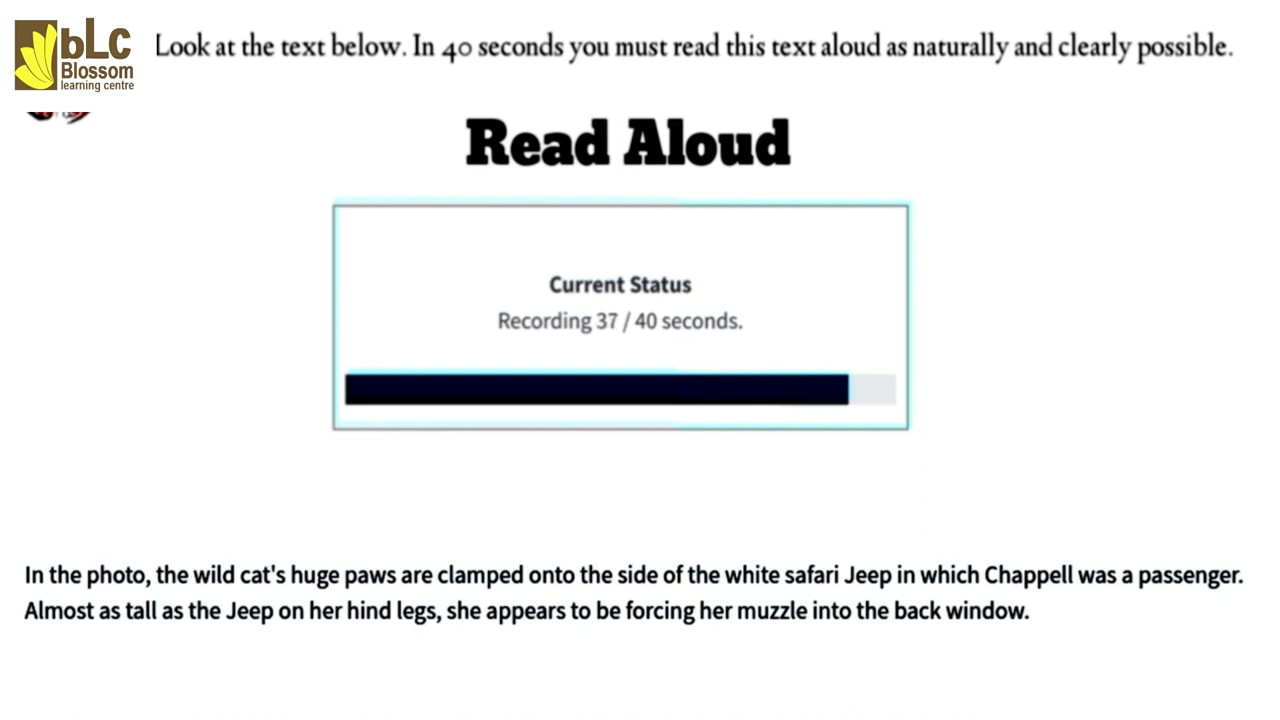 bLC
Blossom
learning centre
Look at the text below. In 40 seconds you must read this text aloud as naturally and clearly possible.
Read Aloud
Current Status
Recording 37 / 40 seconds.
In the photo, the wild cat's huge paws are clamped onto the side of the white safari Jeep in which Chappell was a passenger.
Almost as tall as the Jeep on her hind legs, she appears to be forcing her muzzle into the back window.